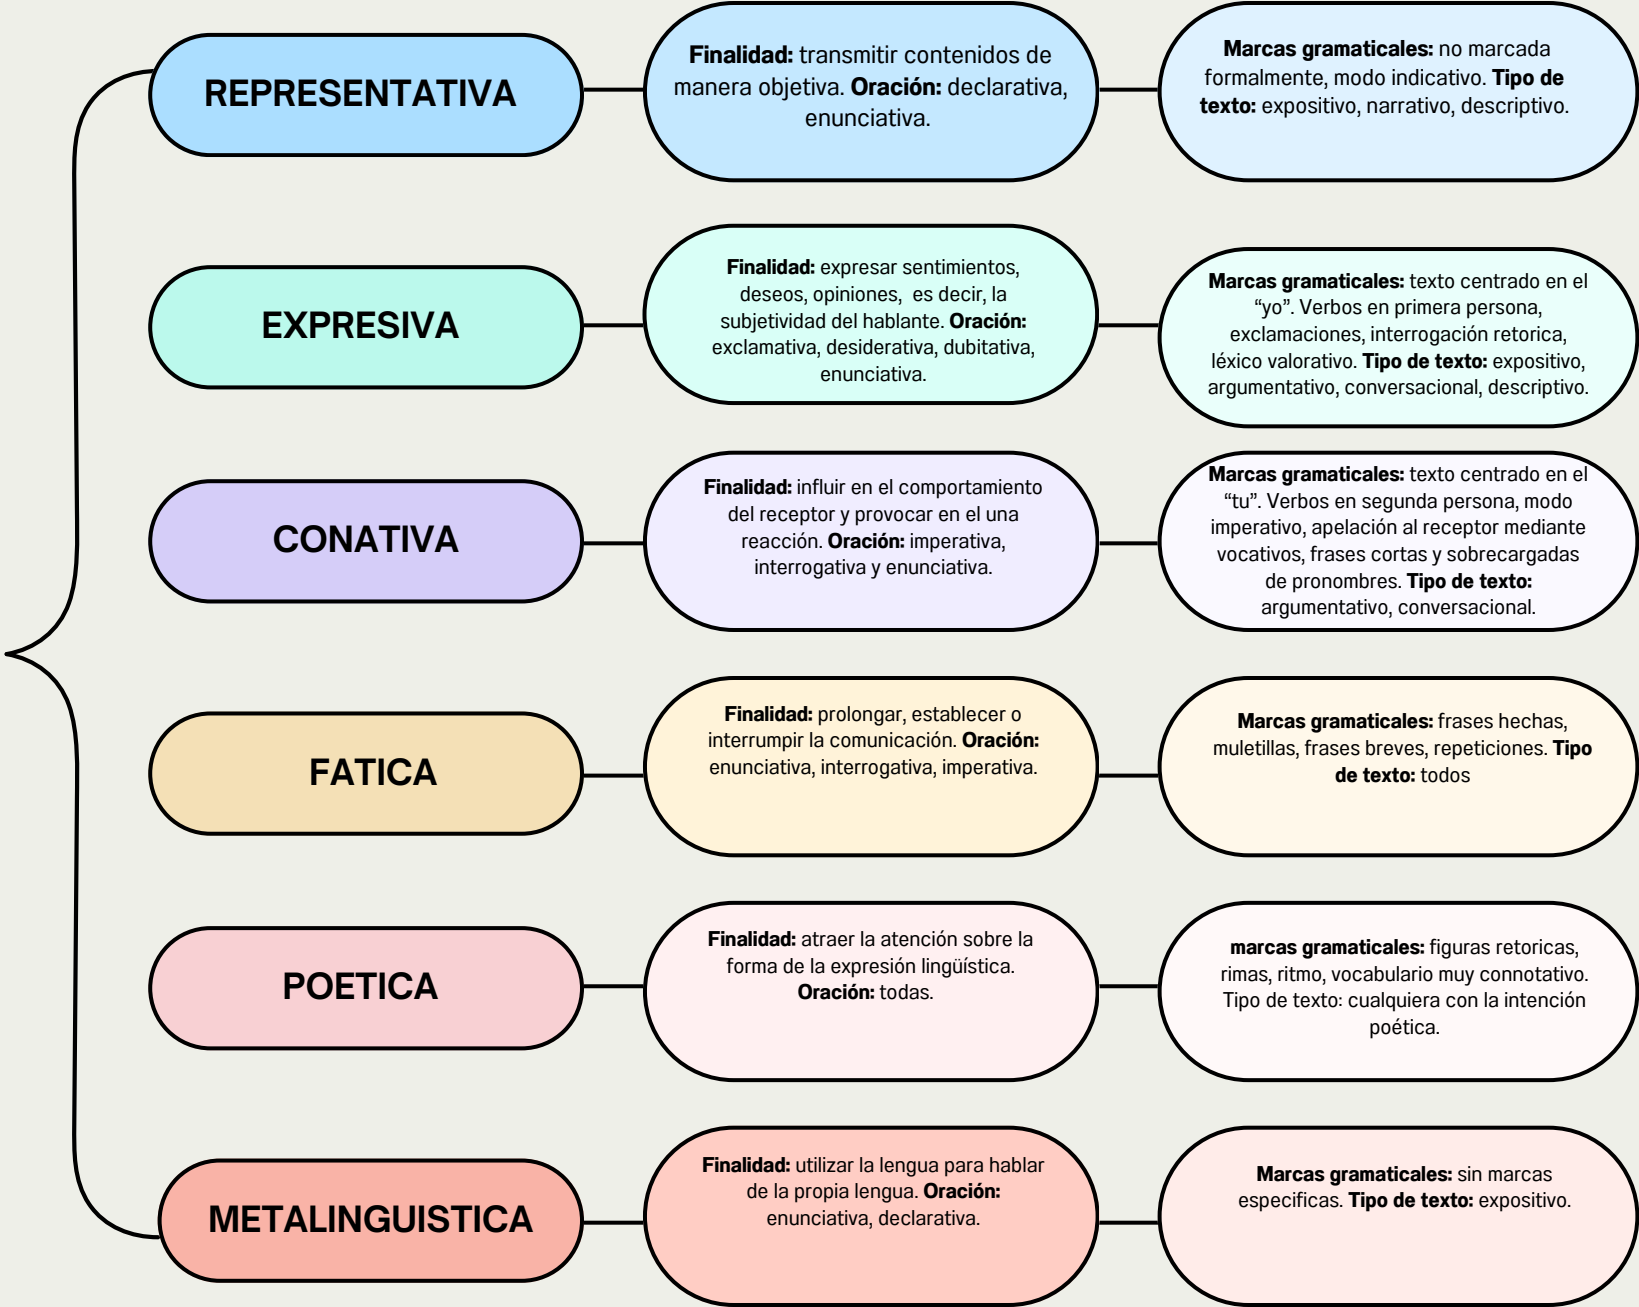 REPRESENTATIVA
Finalidad: transmitir contenidos de
manera objetiva. Oración: declarativa,
enunciativa.
Marcas gramaticales: no marcada
formalmente, modo indicativo. Tipo de
texto: expositivo, narrativo, descriptivo.
EXPRESIVA
Finalidad: expresar sentimientos,
deseos, opiniones, es decir, la
subjetividad del hablante. Oración:
exclamativa, desiderativa, dubitativa,
enunciativa.
Marcas gramaticales: texto centrado en el
“yo”. Verbos en primera persona,
exclamaciones, interrogación retorica,
léxico valorativo. Tipo de texto: expositivo,
argumentativo, conversacional, descriptivo.
CONATIVA
Finalidad: influir en el comportamiento
del receptor y provocar en el una
reacción. Oración: imperativa,
interrogativa y enunciativa.
Marcas gramaticales: texto centrado en el
“tu”. Verbos en segunda persona, modo
imperativo, apelación al receptor mediante
vocativos, frases cortas y sobrecargadas
de pronombres. Tipo de texto:
argumentativo, conversacional.
FATICA
Finalidad: prolongar, establecer o
interrumpir la comunicación. Oración:
enunciativa, interrogativa, imperativa.
Marcas gramaticales: frases hechas,
muletillas, frases breves, repeticiones. Tipo
de texto: todos
POETICA
Finalidad: atraer la atención sobre la
forma de la expresión lingüística.
Oración: todas.
marcas gramaticales: figuras retoricas,
rimas, ritmo, vocabulario muy connotativo.
Tipo de texto: cualquiera con la intención
poética.
METALINGUISTICA
Finalidad: utilizar la lengua para hablar
de la propia lengua. Oración:
enunciativa, declarativa.
Marcas gramaticales: sin marcas
especificas. Tipo de texto: expositivo.